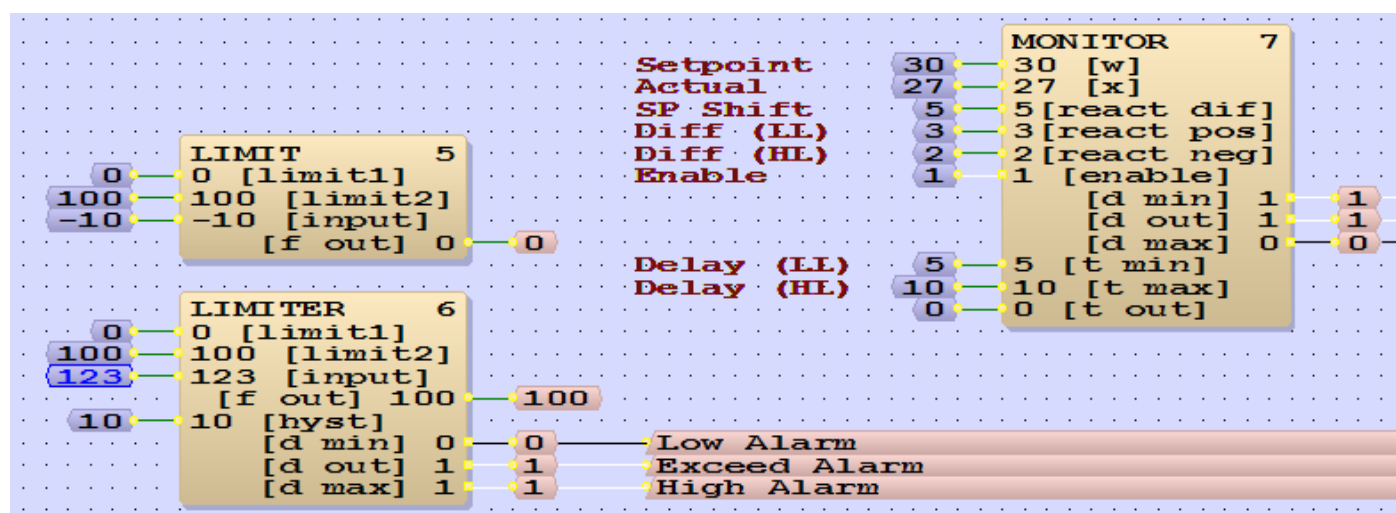 LIMIT 5
0 0 [limit1]
100 100 [limit2]
-10 -10 [input]
[f out] 0 0
LIMITER 6
0 0 [limit1]
100 100 [limit2]
123 123 [input]
[f out] 100 100
10 10 [hyst]
[d min] 0 0 Low Alarm
[d out] 1 1 Exceed Alarm
[d max] 1 1 High Alarm
MONITOR 7
Setpoint 30 30 [w]
Actual 27 27 [x]
SP Shift 5 5[react dif]
Diff (LL) 3 3[react pos]
Diff (HL) 2 2[react neg]
Enable 1 1 [enable]
[d min] 1 1
[d out] 1 1
[d max] 0 0
Delay (LL) 5 5 [t min]
Delay (HL) 10 10 [t max]
0 0 [t out]